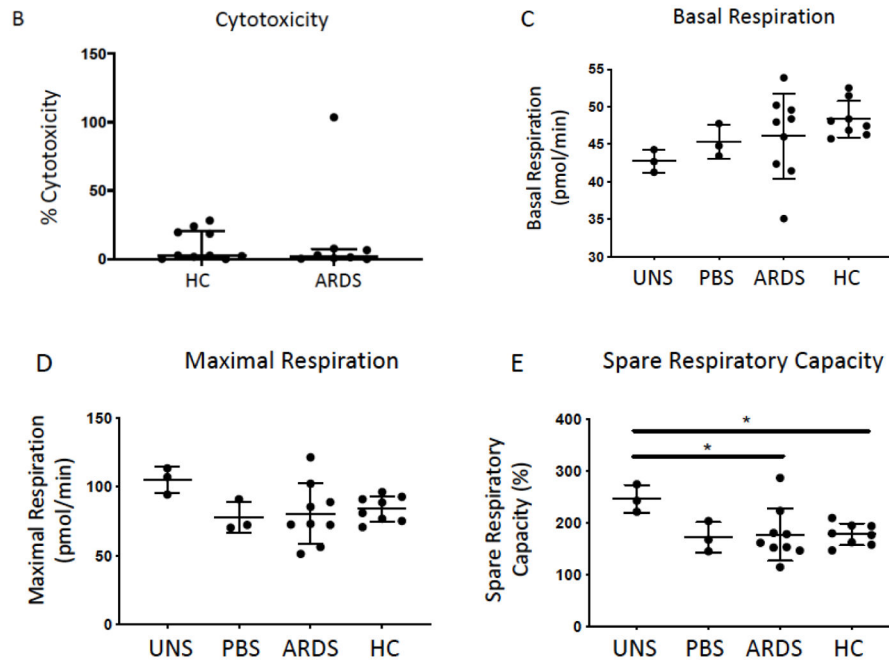 B
Cytotoxicity
% Cytotoxicity
150
100
50
0
HC
ARDS
C
Basal Respiration
Basal Respiration
(pmol/min)
55
50
45
40
35
30
UNS
PBS
ARDS
HC
D
Maximal Respiration
Maximal Respiration
(pmol/min)
150
100
50
0
UNS
PBS
ARDS
HC
E
Spare Respiratory Capacity
Spare Respiratory
Capacity (%)
400
300
200
100
0
*
*
UNS
PBS
ARDS
HC